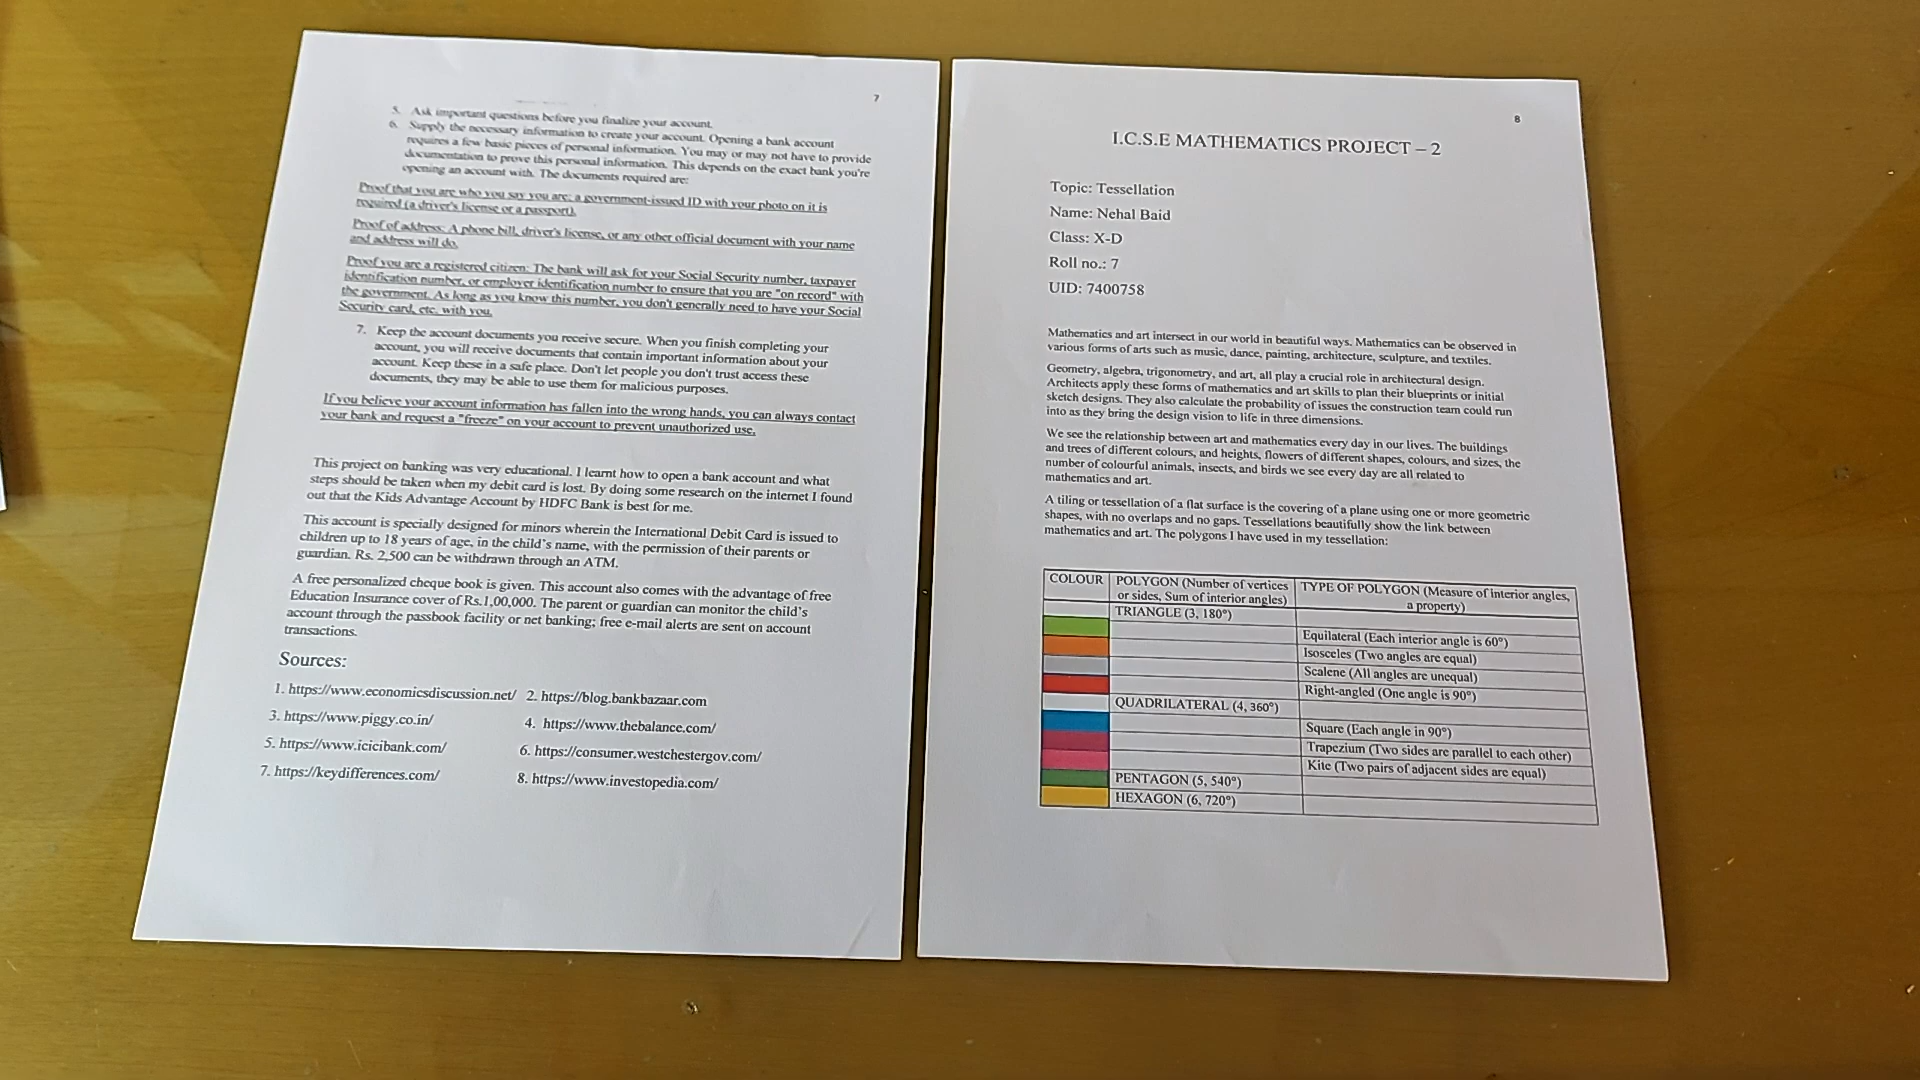 7
5. Ask important questions before you finalize your account.
6. Supply the necessary information to create your account. Opening a bank account
requires a few basic pieces of personal information. You may or may not have to provide
documentation to prove this personal information. This depends on the exact bank you're
opening an account with. The documents required are:
Proof that you are who you say you are: a government-issued ID with your photo on it is
required (a driver's license or a passport).
Proof of address: A phone bill, driver's license, or any other official document with your name
and address will do.
Proof you are a registered citizen: The bank will ask for your Social Security number, taxpayer
identification number, or employer identification number to ensure that you are "on record" with
the government. As long as you know this number, you don't generally need to have your Social
Security card, etc. with you.
7. Keep the account documents you receive secure. When you finish completing your
account, you will receive documents that contain important information about your
account. Keep these in a safe place. Don't let people you don't trust access these
documents, they may be able to use them for malicious purposes.
If you believe your account information has fallen into the wrong hands, you can always contact
your bank and request a "freeze" on your account to prevent unauthorized use.
This project on banking was very educational. I learnt how to open a bank account and what
steps should be taken when my debit card is lost. By doing some research on the internet I found
out that the Kids Advantage Account by HDFC Bank is best for me.
This account is specially designed for minors wherein the International Debit Card is issued to
children up to 18 years of age, in the child's name, with the permission of their parents or
guardian. Rs. 2,500 can be withdrawn through an ATM.
A free personalized cheque book is given. This account also comes with the advantage of free
Education Insurance cover of Rs.1,00,000. The parent or guardian can monitor the child's
account through the passbook facility or net banking; free e-mail alerts are sent on account
transactions.
Sources:
1. https://www.economicsdiscussion.net/ 2. https://blog.bankbazaar.com
3. https://www.piggy.co.in/ 4. https://www.thebalance.com/
5. https://www.icicibank.com/ 6. https://consumer.westchestergov.com/
7. https://keydifferences.com/ 8. https://www.investopedia.com/
8
I.C.S.E MATHEMATICS PROJECT – 2
Topic: Tessellation
Name: Nehal Baid
Class: X-D
Roll no.: 7
UID: 7400758
Mathematics and art intersect in our world in beautiful ways. Mathematics can be observed in
various forms of arts such as music, dance, painting, architecture, sculpture, and textiles.
Geometry, algebra, trigonometry, and art, all play a crucial role in architectural design.
Architects apply these forms of mathematics and art skills to plan their blueprints or initial
sketch designs. They also calculate the probability of issues the construction team could run
into as they bring the design vision to life in three dimensions.
We see the relationship between art and mathematics every day in our lives. The buildings
and trees of different colours, and heights, flowers of different shapes, colours, and sizes, the
number of colourful animals, insects, and birds we see every day are all related to
mathematics and art.
A tiling or tessellation of a flat surface is the covering of a plane using one or more geometric
shapes, with no overlaps and no gaps. Tessellations beautifully show the link between
mathematics and art. The polygons I have used in my tessellation:
COLOUR POLYGON (Number of vertices TYPE OF POLYGON (Measure of interior angles,
or sides, Sum of interior angles) a property)
TRIANGLE (3, 180°)
Equilateral (Each interior angle is 60°)
Isosceles (Two angles are equal)
Scalene (All angles are unequal)
Right-angled (One angle is 90°)
QUADRILATERAL (4, 360°)
Square (Each angle in 90°)
Trapezium (Two sides are parallel to each other)
Kite (Two pairs of adjacent sides are equal)
PENTAGON (5, 540°)
HEXAGON (6, 720°)